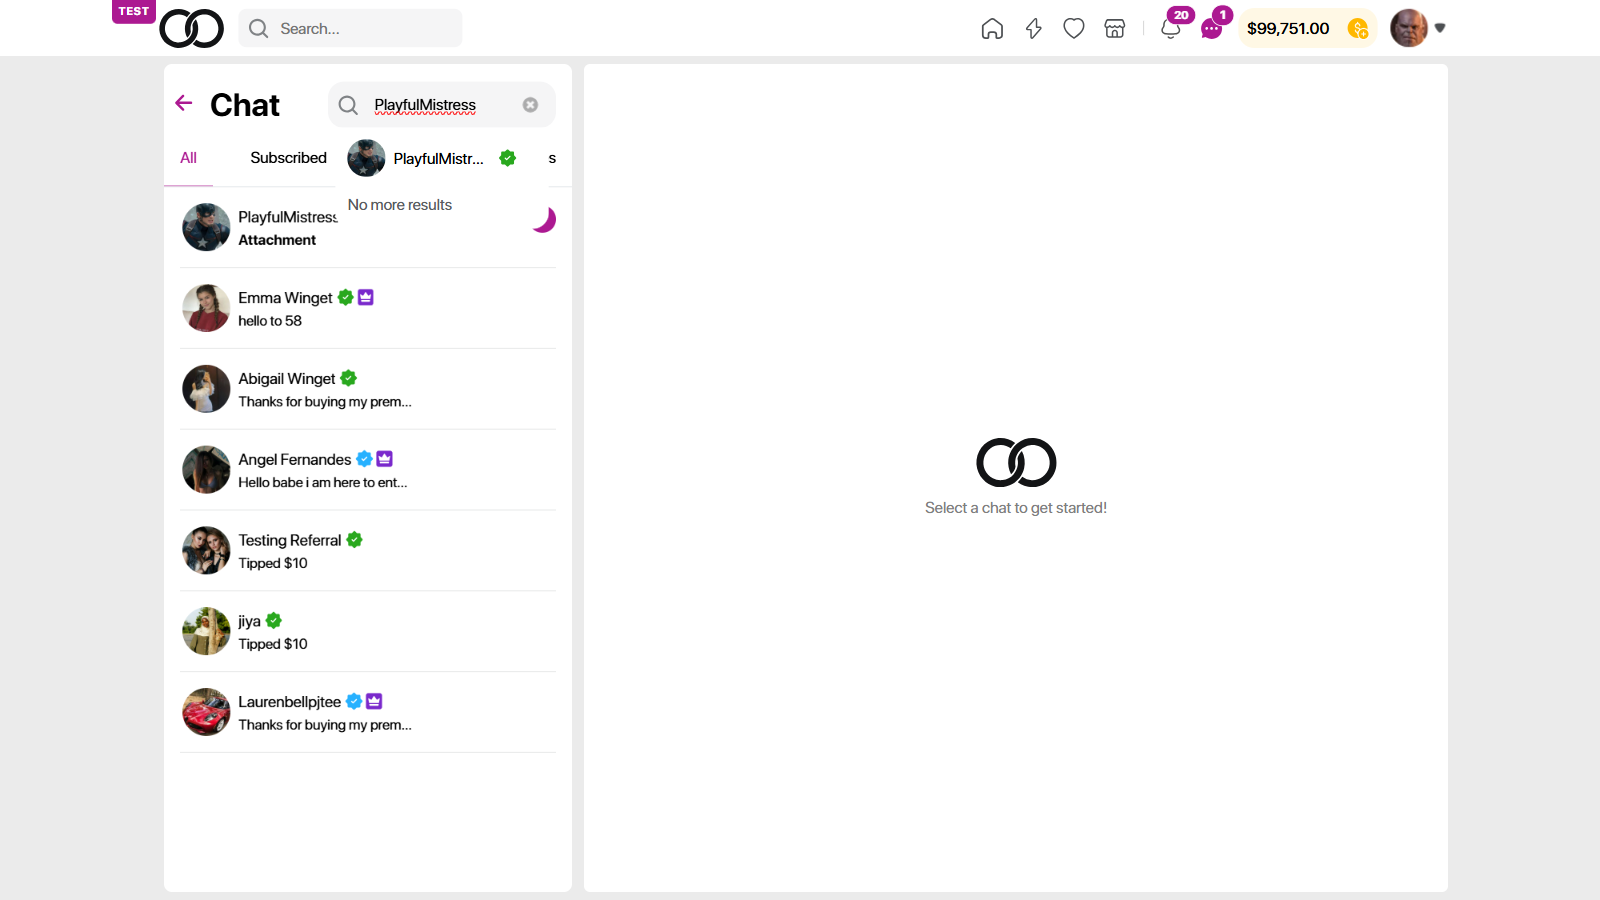 TEST
Search...
20
1
$99,751.00
Chat
PlayfulMistress
All
Subscribed
PlayfulMistr...
s
No more results
PlayfulMistress
Attachment
Emma Winget
hello to 58
Abigail Winget
Thanks for buying my prem...
Angel Fernandes
Hello babe i am here to ent...
Testing Referral
Tipped $10
jiya
Tipped $10
Laurenbellpjtee
Thanks for buying my prem...
Select a chat to get started!